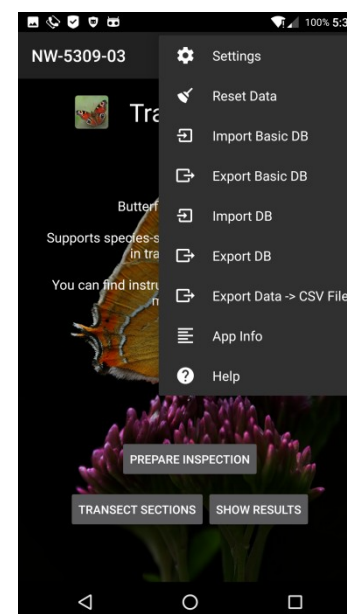 100% 5:3
NW-5309-03
Settings
Reset Data
Import Basic DB
Export Basic DB
Import DB
Export DB
Export Data -> CSV File
App Info
Help
Tra
Butterf
Supports species-s
in tra
You can find instru
PREPARE INSPECTION
TRANSECT SECTIONS
SHOW RESULTS